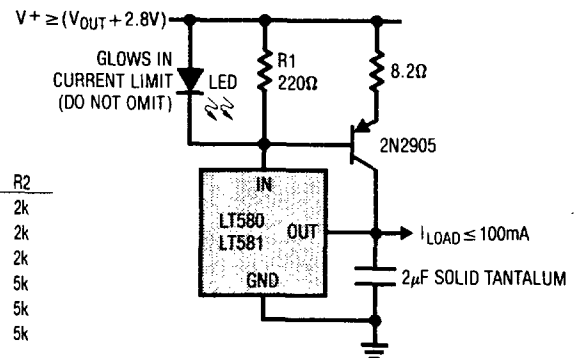 V+ ≥ (VOUT + 2.8V)
GLOWS IN
CURRENT LIMIT
(DO NOT OMIT)
LED
R1
220Ω
8.2Ω
2N2905
IN
LT580
LT581
OUT
GND
ILOAD ≤ 100mA
2μF SOLID TANTALUM
R2
2k
2k
2k
5k
5k
5k